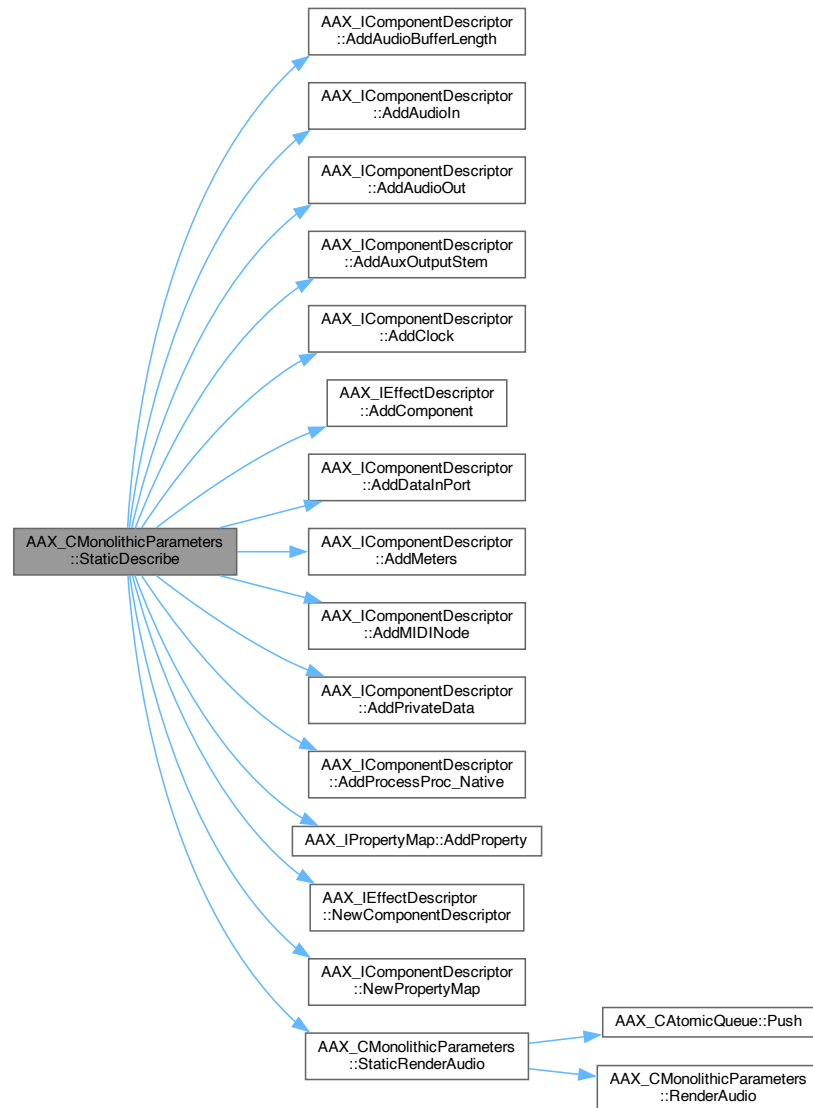 AAX_IComponentDescriptor
::AddAudioBufferLength
AAX_IComponentDescriptor
::AddAudioIn
AAX_IComponentDescriptor
::AddAudioOut
AAX_IComponentDescriptor
::AddAuxOutputStem
AAX_IComponentDescriptor
::AddClock
AAX_IEffectDescriptor
::AddComponent
AAX_IComponentDescriptor
::AddDataInPort
AAX_CMonolithicParameters
::StaticDescribe
AAX_IComponentDescriptor
::AddMeters
AAX_IComponentDescriptor
::AddMIDINode
AAX_IComponentDescriptor
::AddPrivateData
AAX_IComponentDescriptor
::AddProcessProc_Native
AAX_IPropertyMap::AddProperty
AAX_IEffectDescriptor
::NewComponentDescriptor
AAX_IComponentDescriptor
::NewPropertyMap
AAX_CMonolithicParameters
::StaticRenderAudio
AAX_CAtomicQueue::Push
AAX_CMonolithicParameters
::RenderAudio